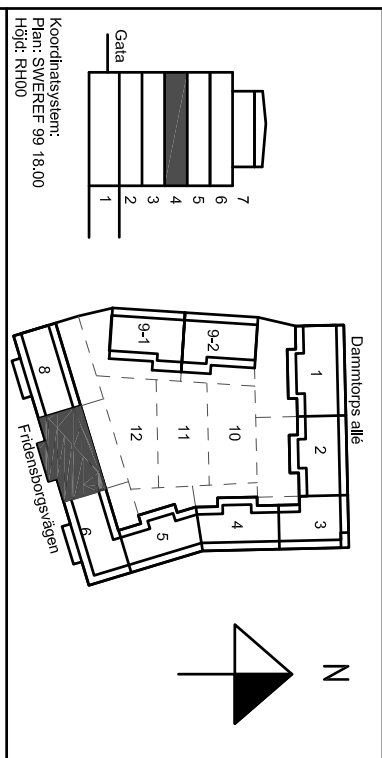 N
Dammtorps allé
1
2
3
9-2
10
4
9-1
11
12
5
8
6
Fridensborgsvägen
7
6
5
4
3
2
1
Gata
Koordinatsystem:
Plan: SWEREF 99 18.00
Höjd: RH00